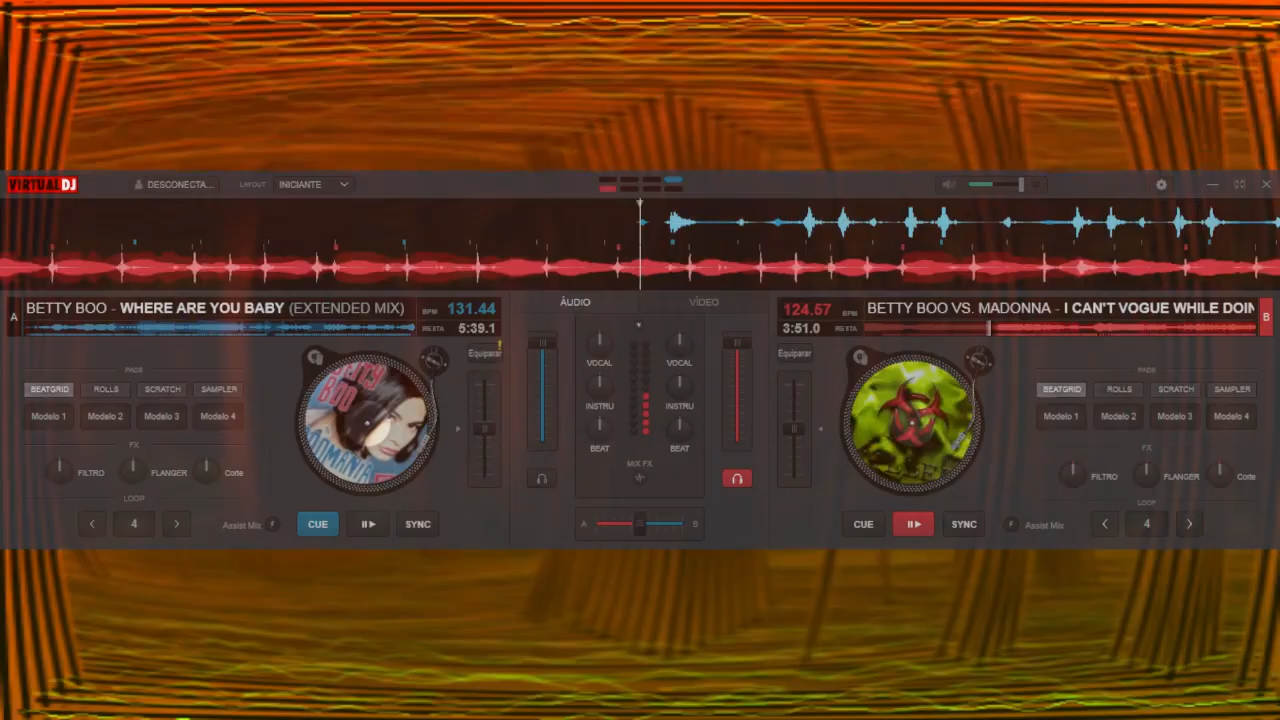 VIRTUAL DJ DESCONECTA... LAYOUT INICIANTE
A BETTY BOO - WHERE ARE YOU BABY (EXTENDED MIX) BPM 131.44
RESTA 5:39.1
ÁUDIO VÍDEO
124.57 BPM BETTY BOO VS. MADONNA - I CAN'T VOGUE WHILE DOIN B
3:51.0 RESTA
Equiparar
VOCAL VOCAL
INSTRU INSTRU
BEAT BEAT
MIX FX
A B
Equiparar
PADS
BEATGRID ROLLS SCRATCH SAMPLER
Modelo 1 Modelo 2 Modelo 3 Modelo 4
FX
FILTRO FLANGER Corte
LOOP
< 4 > Assist Mix CUE SYNC
BETTY
BOO
PADS
BEATGRID ROLLS SCRATCH SAMPLER
Modelo 1 Modelo 2 Modelo 3 Modelo 4
FX
FILTRO FLANGER Corte
LOOP
CUE SYNC Assist Mix < 4 >